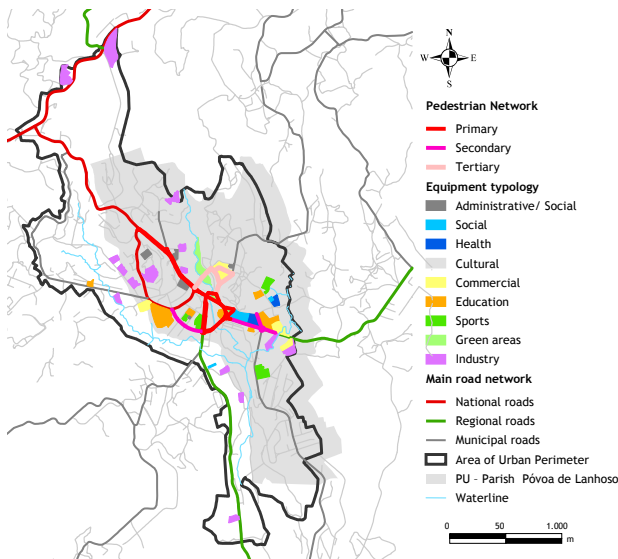 N
W E
S
Pedestrian Network
Primary
Secondary
Tertiary
Equipment typology
Administrative/ Social
Social
Health
Cultural
Commercial
Education
Sports
Green areas
Industry
Main road network
National roads
Regional roads
Municipal roads
Area of Urban Perimeter
PU - Parish Póvoa de Lanhoso
Waterline
0 50 1.000
m